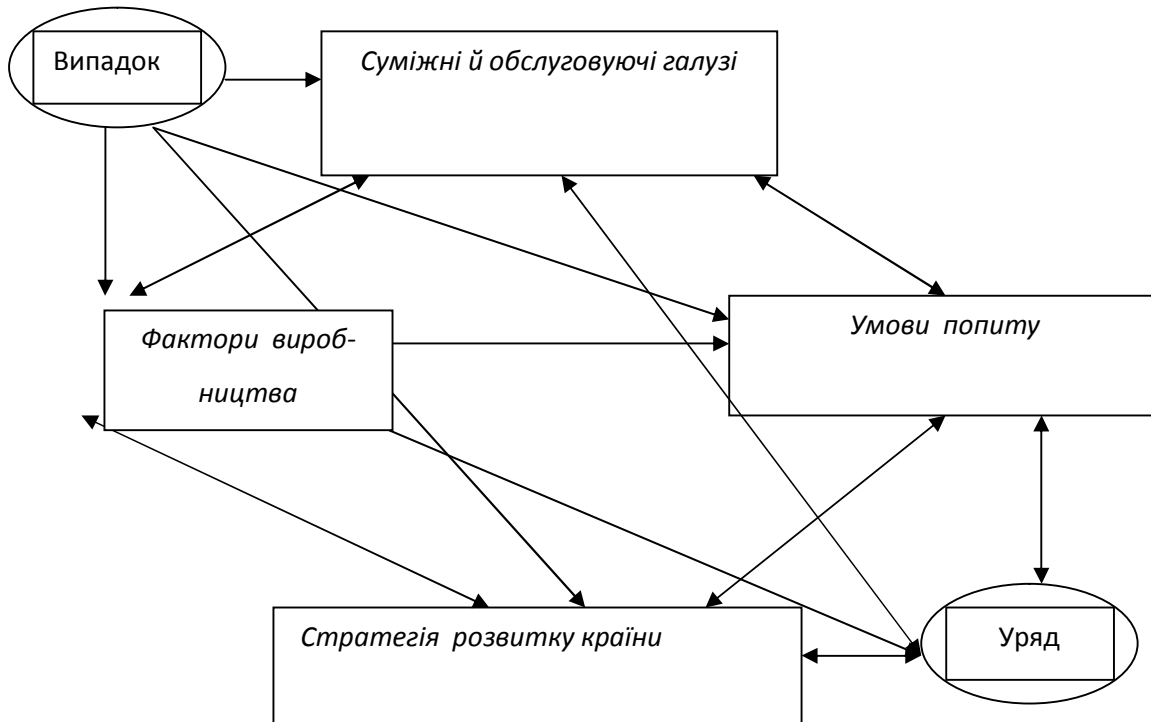 Випадок
Суміжні й обслуговуючі галузі
Умови попиту
Фактори вироб-
ництва
Стратегія розвитку країни
Уряд